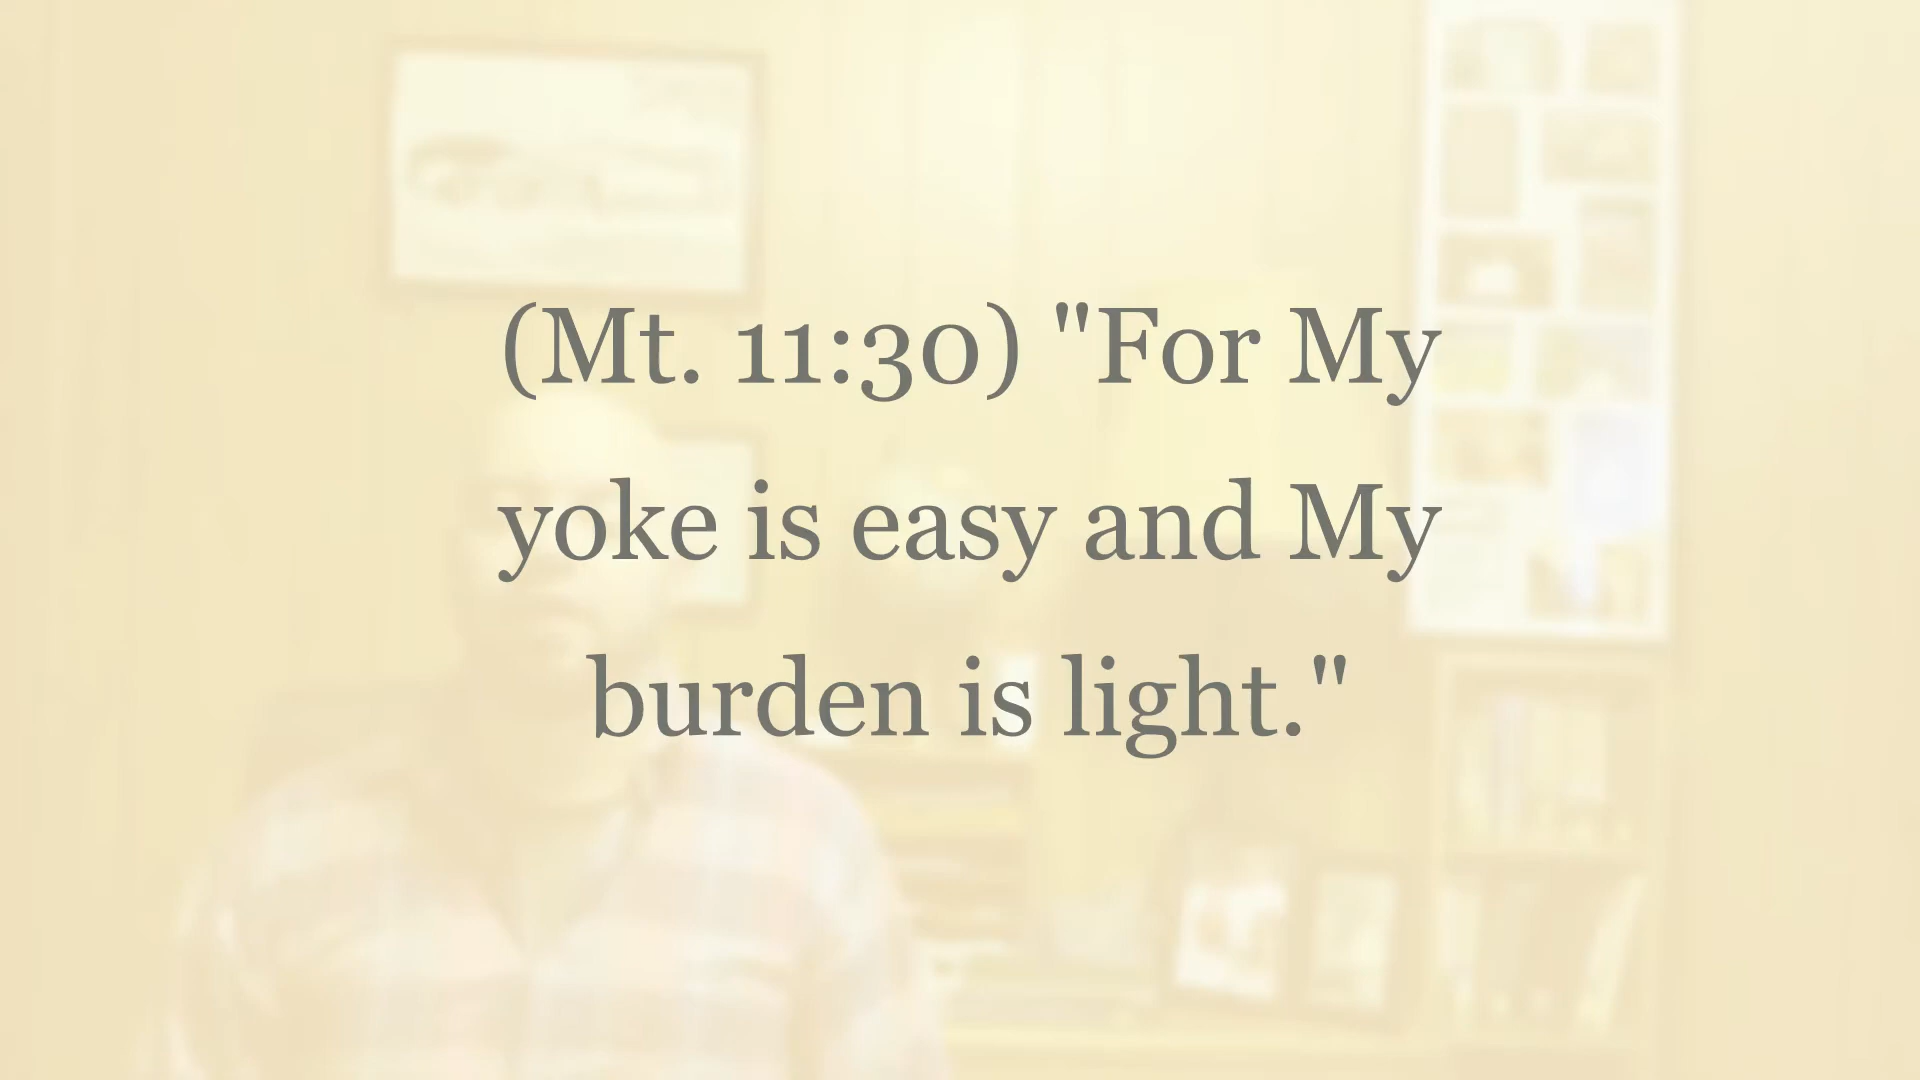 (Mt. 11:30) "For My
yoke is easy and My
burden is light."